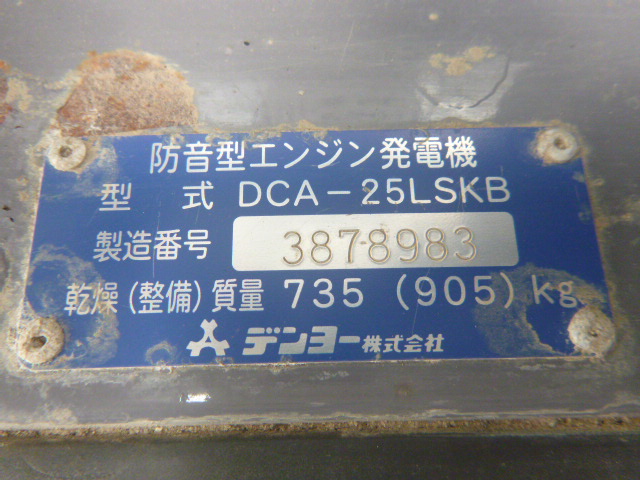 防音型エンジン発電機
型 式 DCA-25LSKB
製造番号 3878983
乾燥(整備)質量 735 (905) kg
デンヨー株式会社